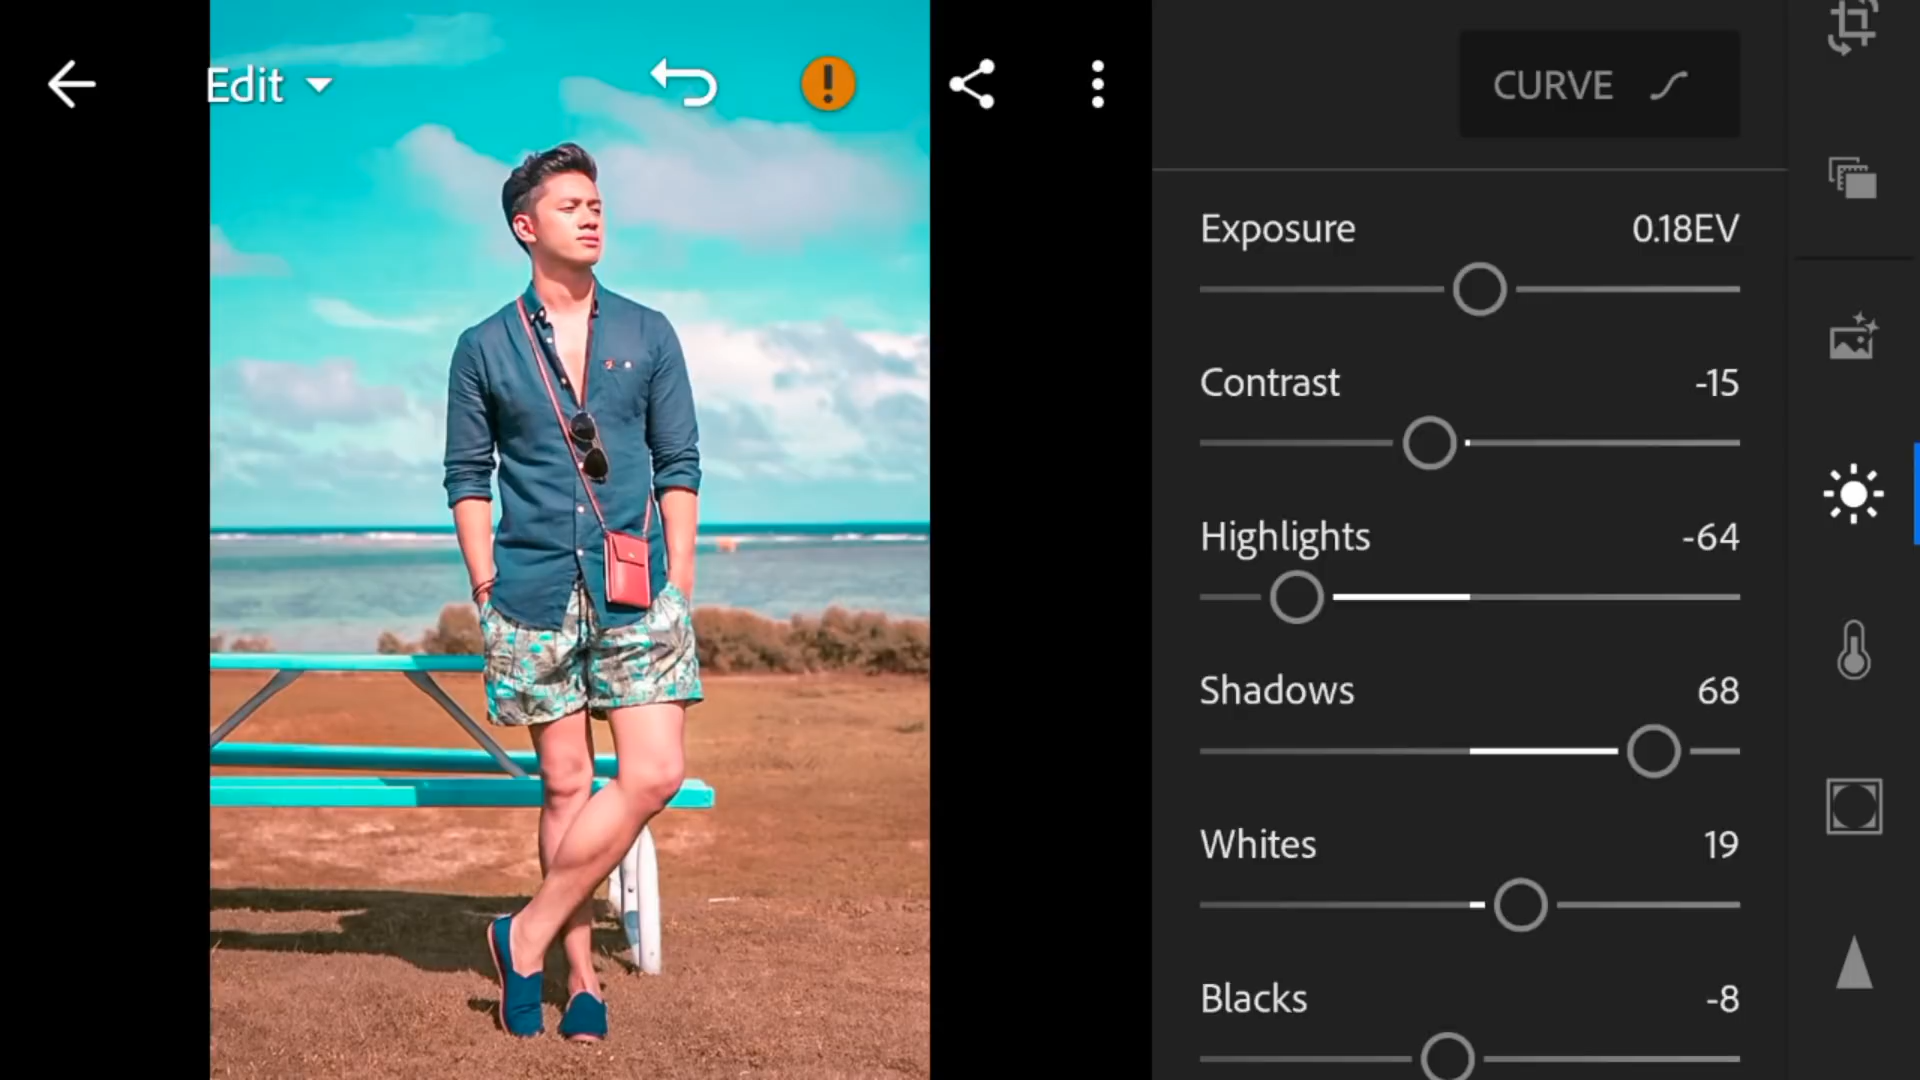 Edit
!
CURVE
Exposure 0.18EV
Contrast -15
Highlights -64
Shadows 68
Whites 19
Blacks -8